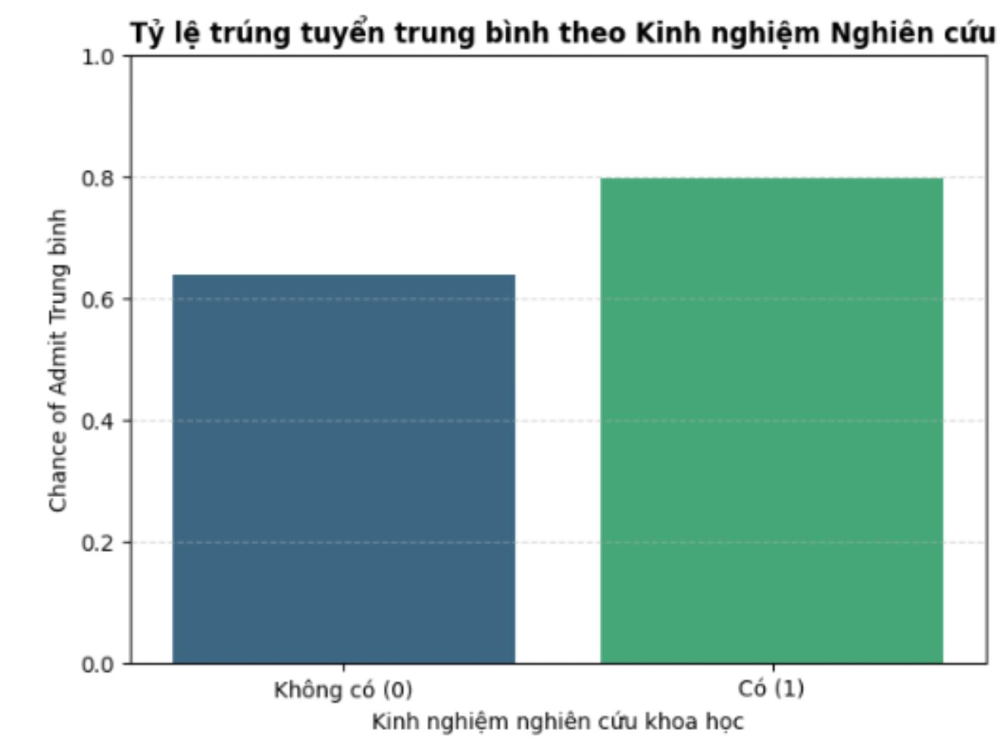 Tỷ lệ trúng tuyển trung bình theo Kinh nghiệm Nghiên cứu
1.0
0.8
0.6
0.4
0.2
0.0
Chance of Admit Trung bình
Không có (0)
Có (1)
Kinh nghiệm nghiên cứu khoa học